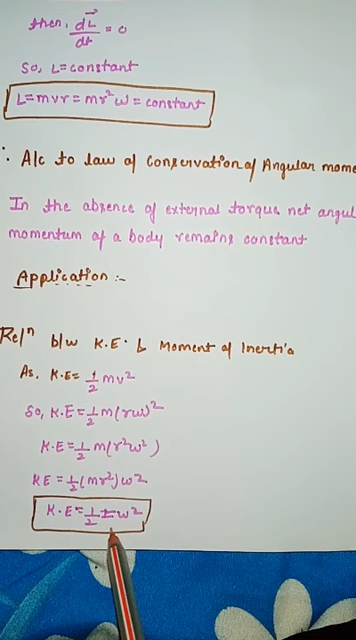 then, dL⃗/dt = 0
So, L = constant
L = mvr = mr²ω = constant
∴ A/c to law of Conservation of Angular mome
In the absence of external torque net angul
momentum of a body remains constant
Application :-
Relⁿ b/w K.E. & Moment of Inertia
As, K.E = 1/2 mv²
So, K.E = 1/2 m(rω)²
K.E = 1/2 m(r²ω²)
KE = 1/2 (mr²)ω²
K.E = 1/2 Iω²